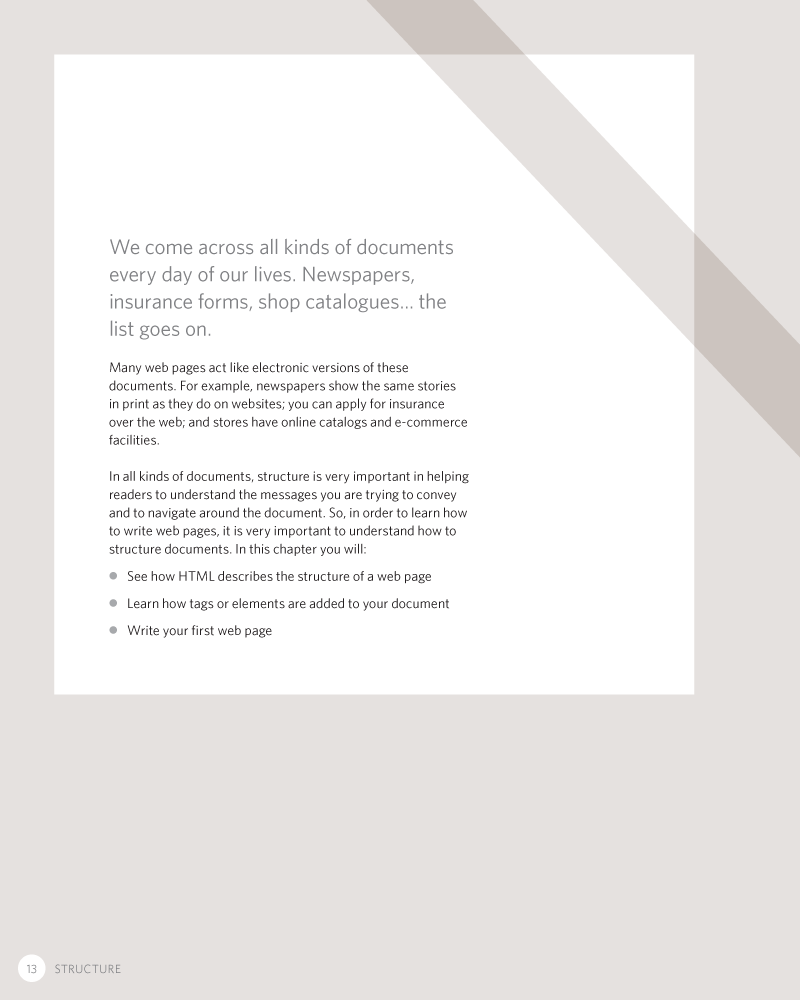 We come across all kinds of documents
every day of our lives. Newspapers,
insurance forms, shop catalogues... the
list goes on.
Many web pages act like electronic versions of these
documents. For example, newspapers show the same stories
in print as they do on websites; you can apply for insurance
over the web; and stores have online catalogs and e-commerce
facilities.
In all kinds of documents, structure is very important in helping
readers to understand the messages you are trying to convey
and to navigate around the document. So, in order to learn how
to write web pages, it is very important to understand how to
structure documents. In this chapter you will:
● See how HTML describes the structure of a web page
● Learn how tags or elements are added to your document
● Write your first web page
13 STRUCTURE